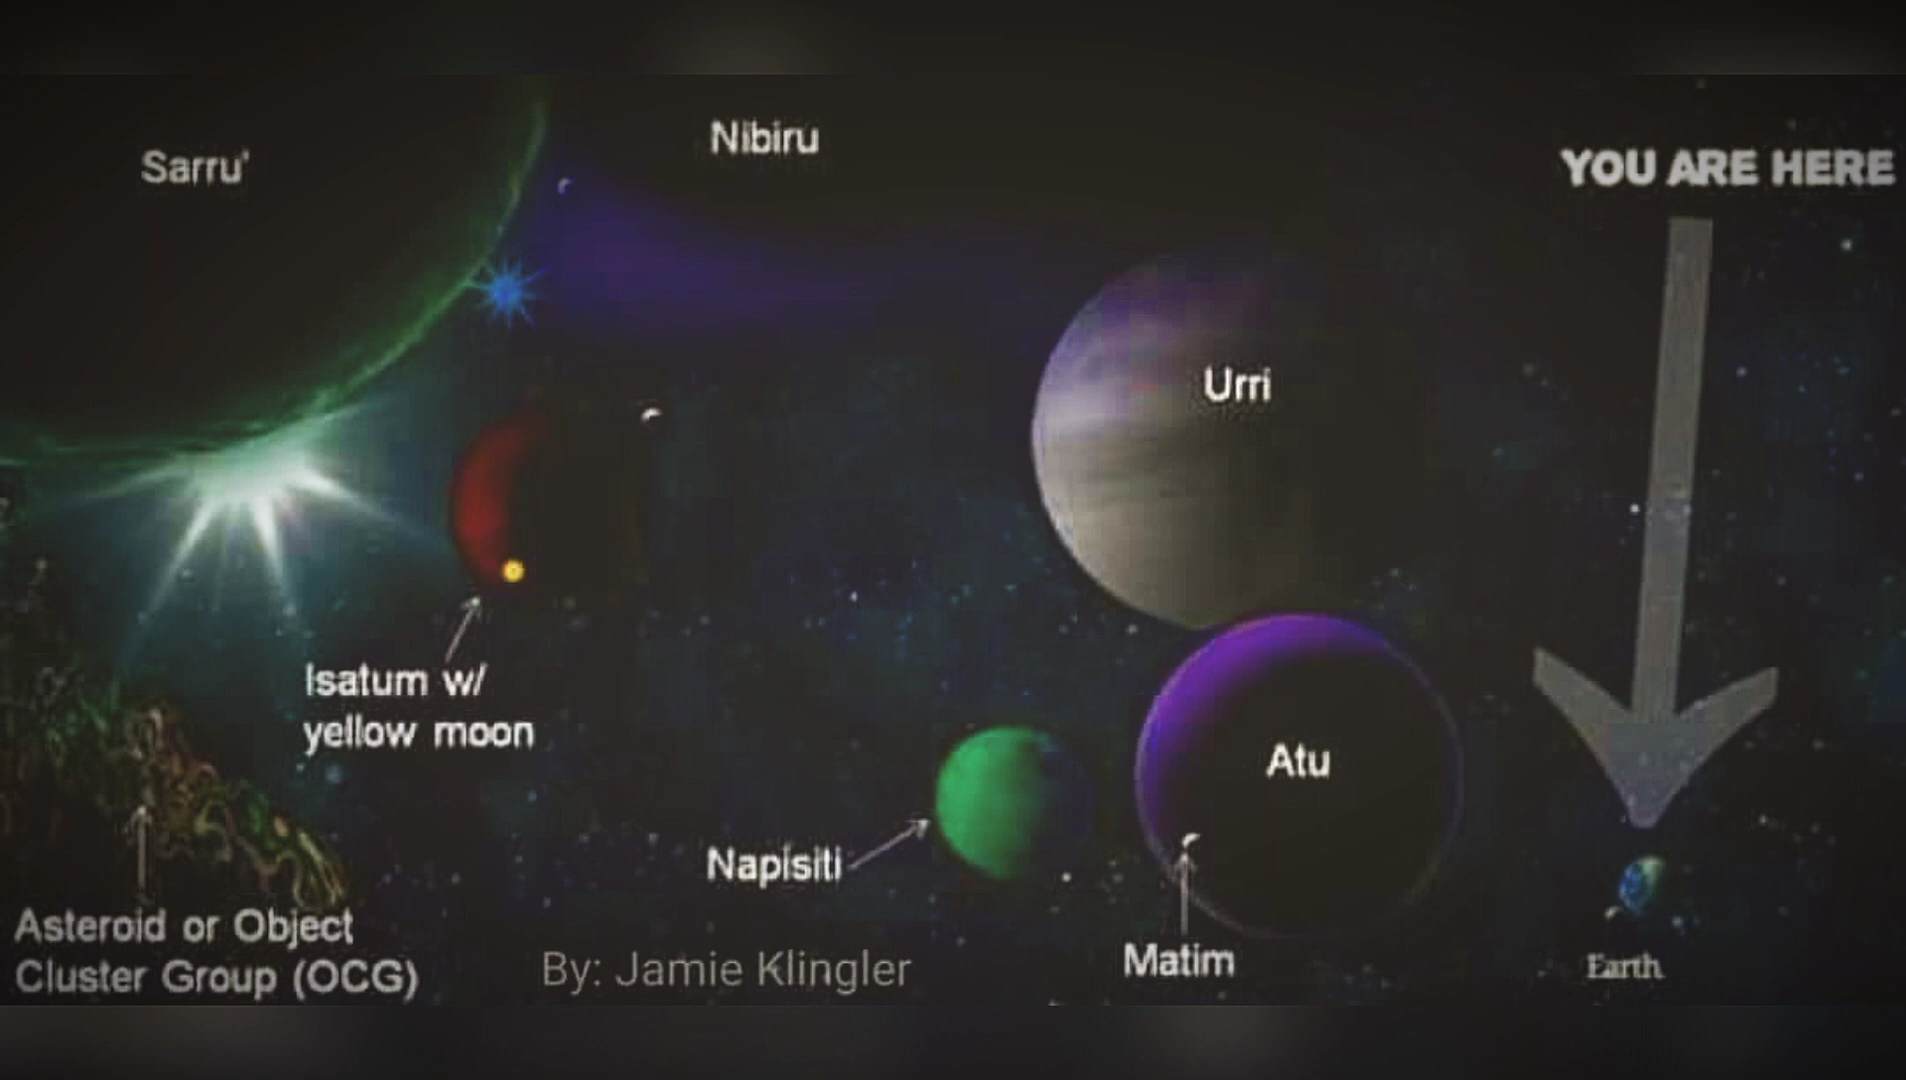 Sarru'
Nibiru
YOU ARE HERE
Urri
Isatum w/
yellow moon
Atu
Napisiti
Matim
Asteroid or Object
Cluster Group (OCG)
By: Jamie Klingler
Earth